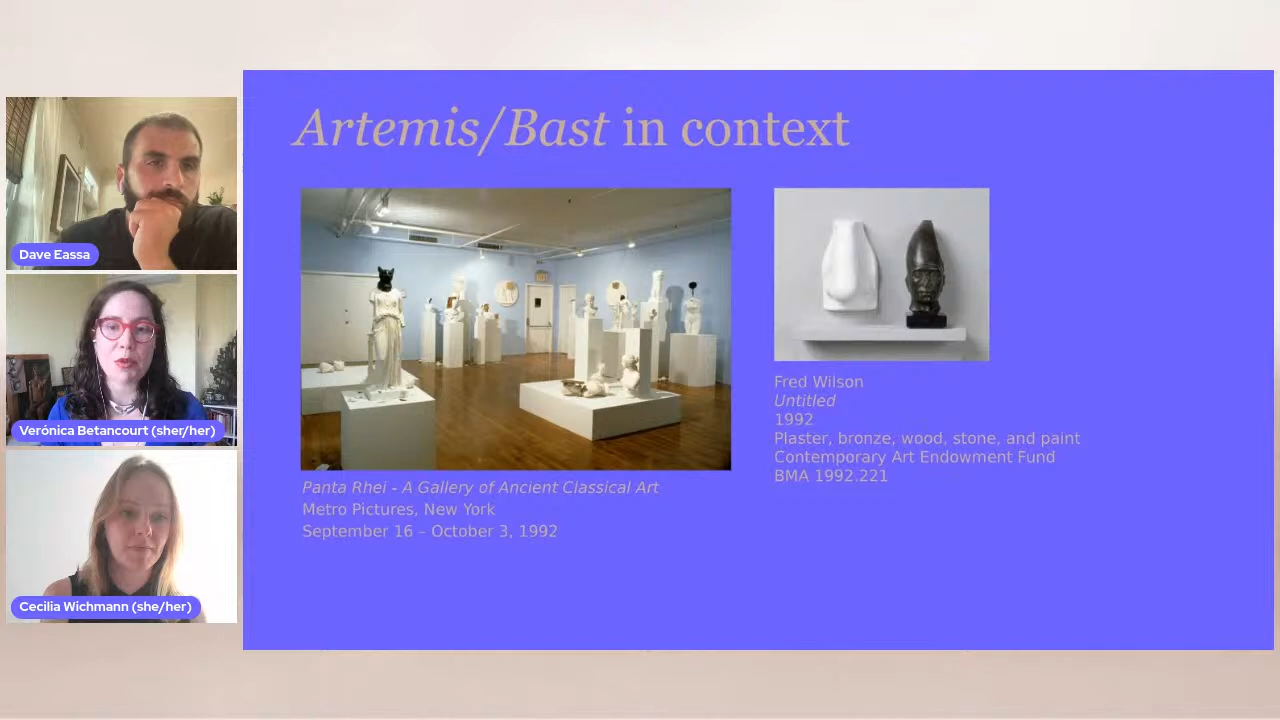 Artemis/Bast in context
Dave Eassa
Verónica Betancourt (sher/her)
Cecilia Wichmann (she/her)
Panta Rhei - A Gallery of Ancient Classical Art
Metro Pictures, New York
September 16 – October 3, 1992
Fred Wilson
Untitled
1992
Plaster, bronze, wood, stone, and paint
Contemporary Art Endowment Fund
BMA 1992.221